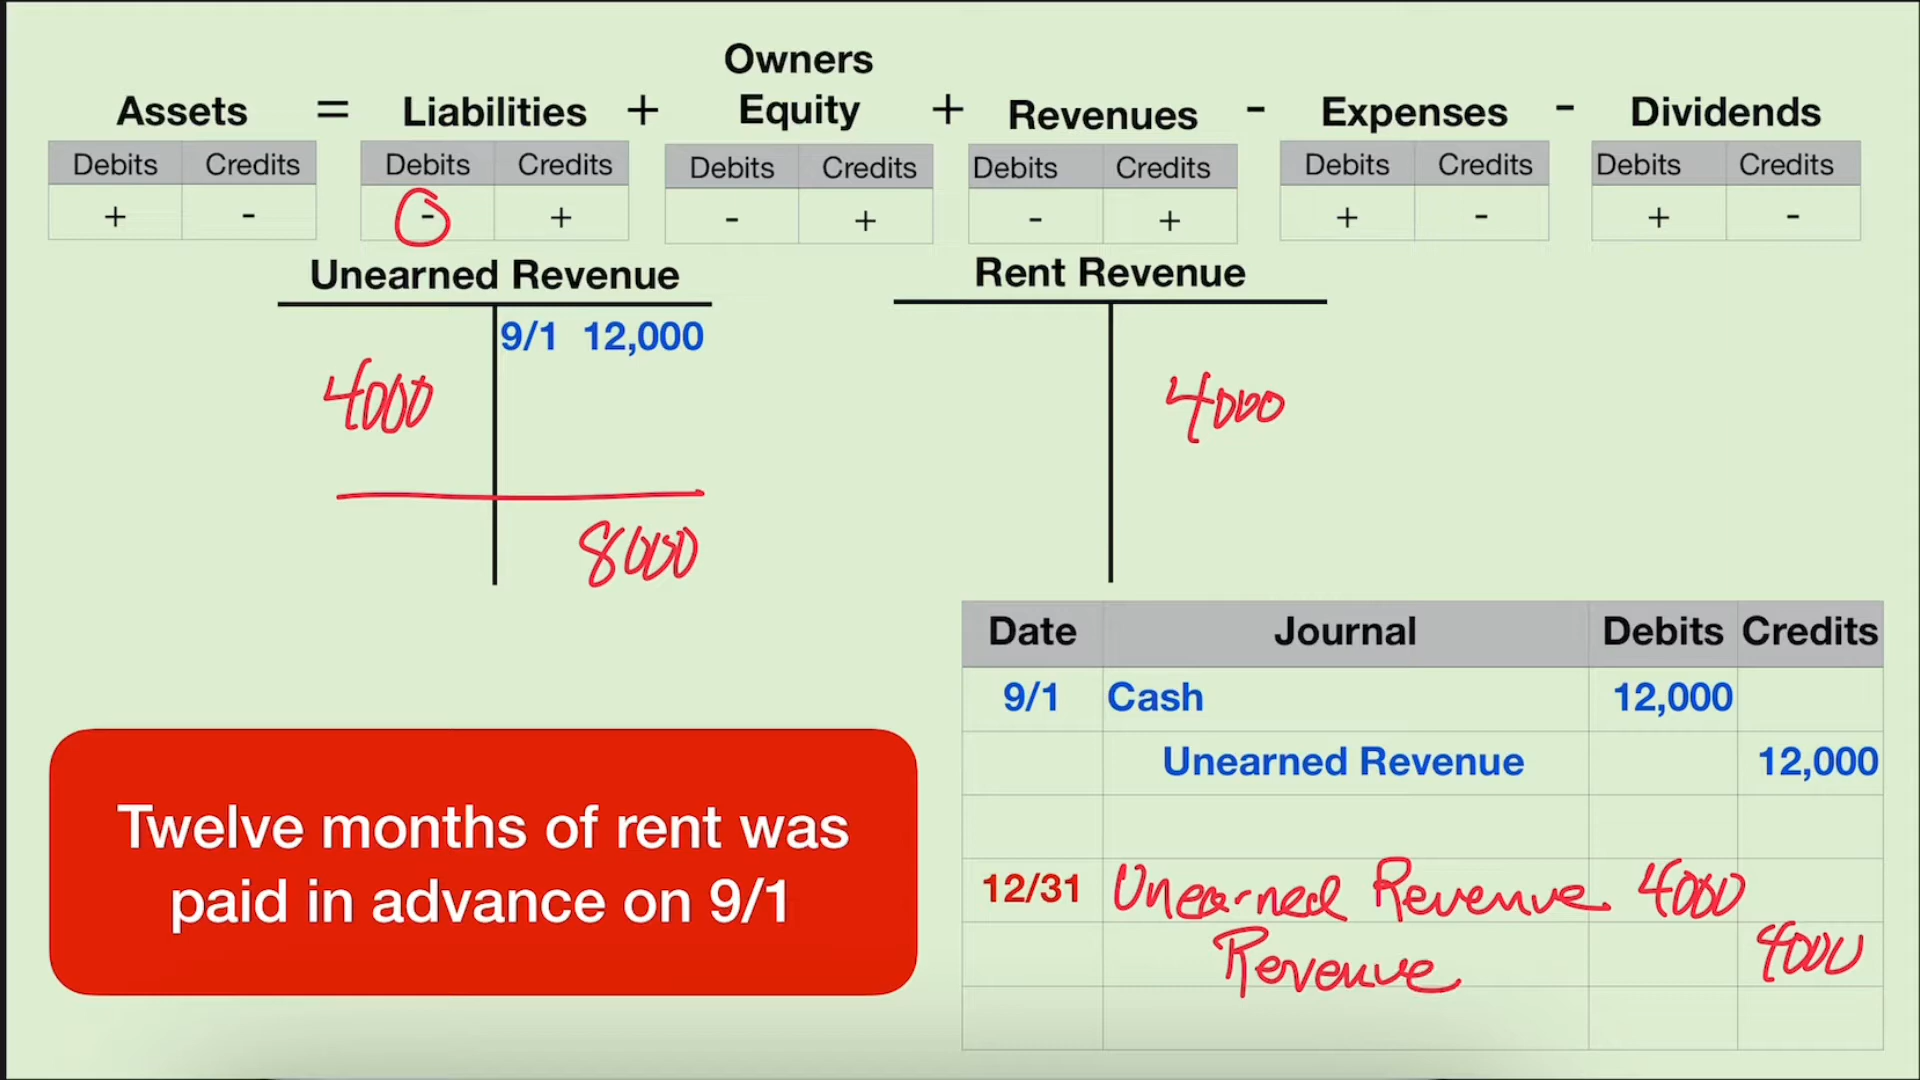 Assets = Liabilities + Owners Equity + Revenues - Expenses - Dividends
Debits Credits Debits Credits Debits Credits Debits Credits Debits Credits Debits Credits
+ - - + - + - + + - + -
Unearned Revenue
9/1 12,000
4000
8000
Rent Revenue
4000
Date Journal Debits Credits
9/1 Cash 12,000
Unearned Revenue 12,000
12/31 Unearned Revenue 4000
Revenue 4000
Twelve months of rent was
paid in advance on 9/1